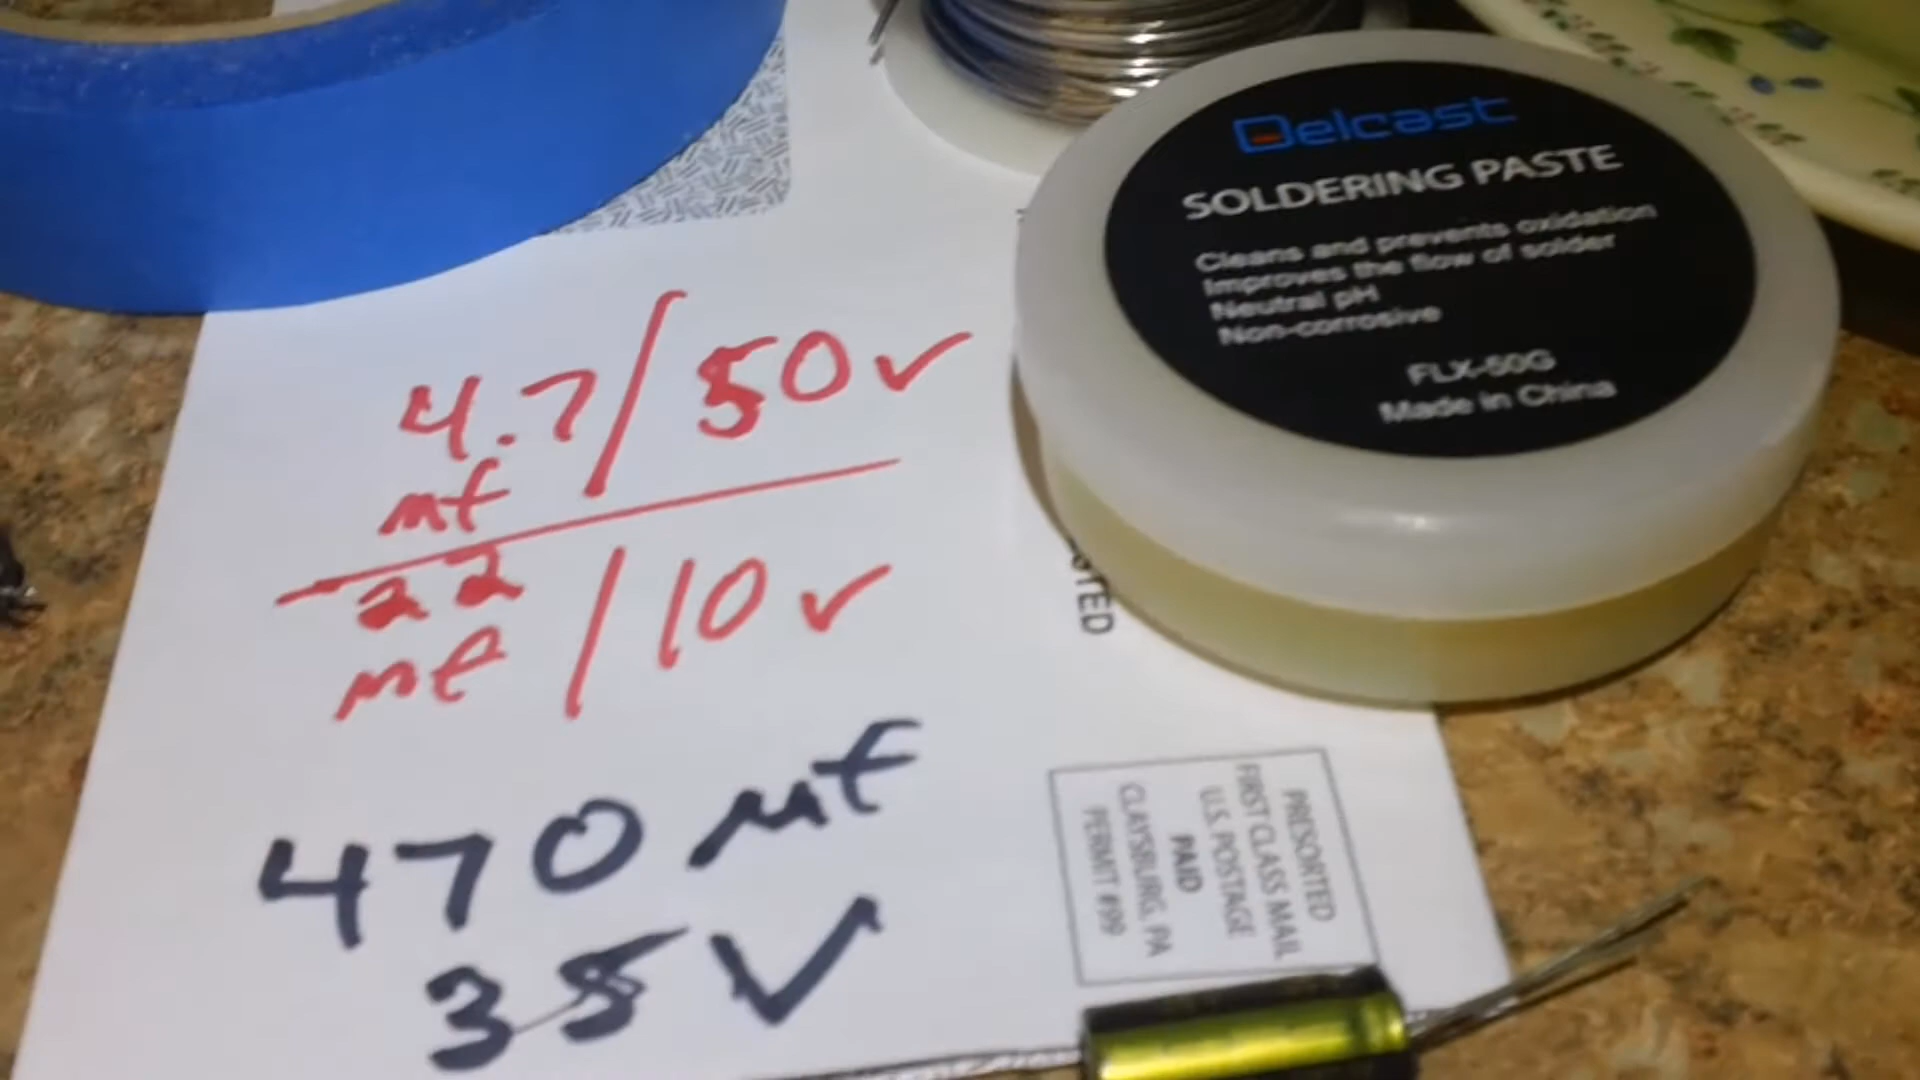 Delcast
SOLDERING PASTE
Cleans and prevents oxidation
Improves the flow of solder
Neutral pH
Non-corrosive
FLX-50G
Made in China
4.7/50v
mf
22/10v
mf
470 µf
35V
PRESORTED
FIRST CLASS MAIL
U.S. POSTAGE
PAID
CLAYSBURG, PA
PERMIT #99